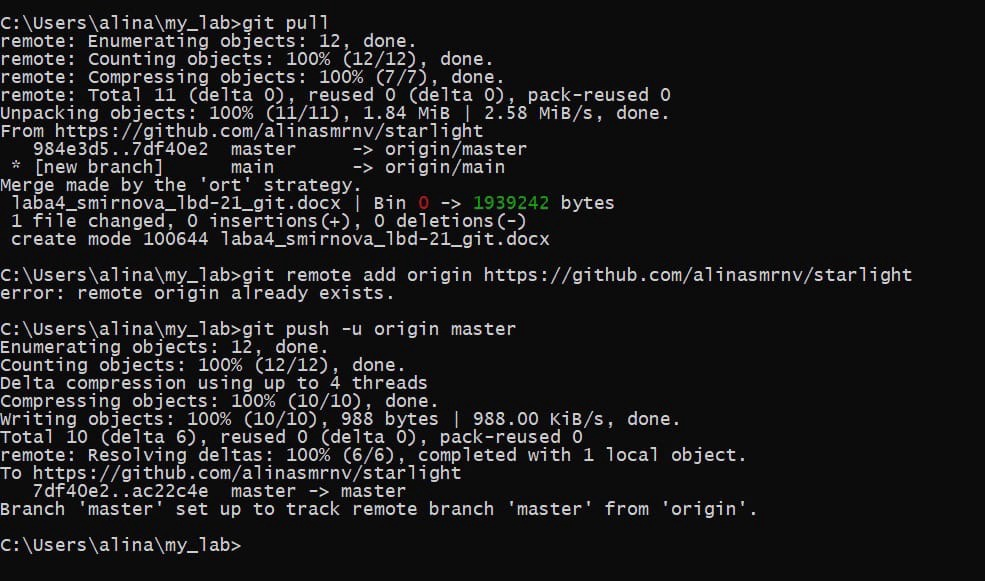 C:\Users\alina\my_lab>git pull
remote: Enumerating objects: 12, done.
remote: Counting objects: 100% (12/12), done.
remote: Compressing objects: 100% (7/7), done.
remote: Total 11 (delta 0), reused 0 (delta 0), pack-reused 0
Unpacking objects: 100% (11/11), 1.84 MiB | 2.58 MiB/s, done.
From https://github.com/alinasmrnv/starlight
   984e3d5..7df40e2  master     -> origin/master
 * [new branch]      main       -> origin/main
Merge made by the 'ort' strategy.
 laba4_smirnova_lbd-21_git.docx | Bin 0 -> 1939242 bytes
 1 file changed, 0 insertions(+), 0 deletions(-)
 create mode 100644 laba4_smirnova_lbd-21_git.docx
C:\Users\alina\my_lab>git remote add origin https://github.com/alinasmrnv/starlight
error: remote origin already exists.
C:\Users\alina\my_lab>git push -u origin master
Enumerating objects: 12, done.
Counting objects: 100% (12/12), done.
Delta compression using up to 4 threads
Compressing objects: 100% (10/10), done.
Writing objects: 100% (10/10), 988 bytes | 988.00 KiB/s, done.
Total 10 (delta 6), reused 0 (delta 0), pack-reused 0
remote: Resolving deltas: 100% (6/6), completed with 1 local object.
To https://github.com/alinasmrnv/starlight
   7df40e2..ac22c4e  master -> master
Branch 'master' set up to track remote branch 'master' from 'origin'.
C:\Users\alina\my_lab>